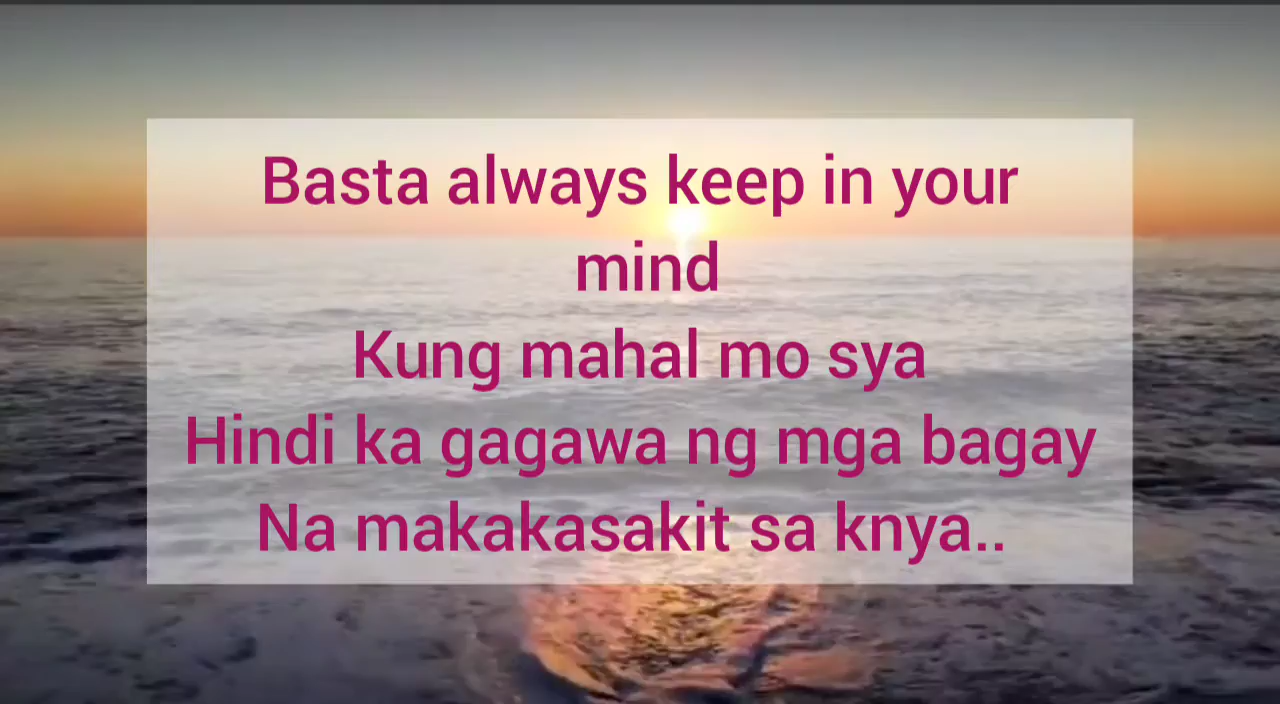 Basta always keep in your
mind
Kung mahal mo sya
Hindi ka gagawa ng mga bagay
Na makakasakit sa knya..